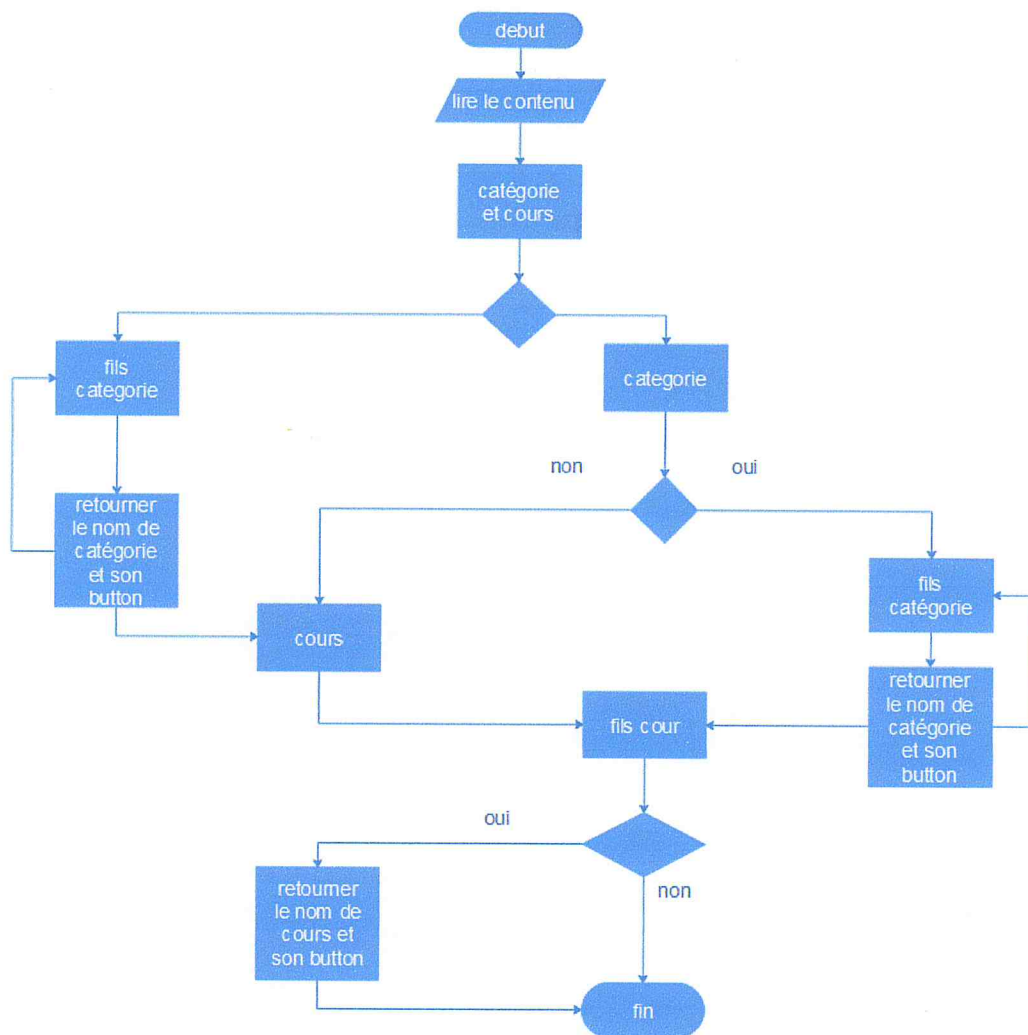 debut
lire le contenu
catégorie
et cours
fils
categorie
categorie
non
oui
retourner
le nom de
catégorie
et son
button
fils
catégorie
cours
retourner
le nom de
catégorie
et son
button
fils cour
oui
non
retourner
le nom de
cours et
son button
fin